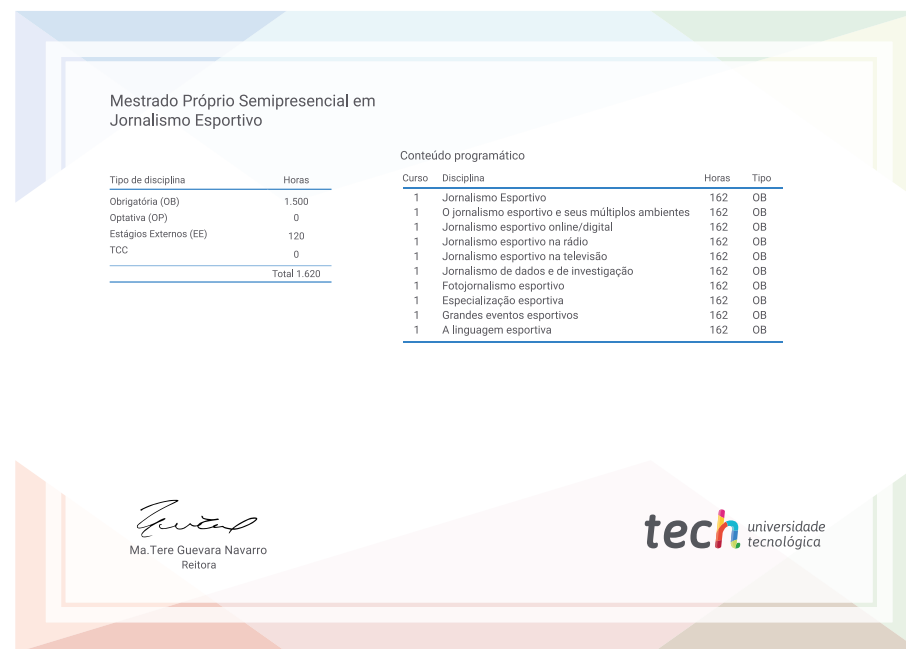 Mestrado Próprio Semipresencial em
Jornalismo Esportivo
Tipo de disciplina Horas
Obrigatória (OB) 1.500
Optativa (OP) 0
Estágios Externos (EE) 120
TCC 0
Total 1.620
Conteúdo programático
Curso Disciplina Horas Tipo
1 Jornalismo Esportivo 162 OB
1 O jornalismo esportivo e seus múltiplos ambientes 162 OB
1 Jornalismo esportivo online/digital 162 OB
1 Jornalismo esportivo na rádio 162 OB
1 Jornalismo esportivo na televisão 162 OB
1 Jornalismo de dados e de investigação 162 OB
1 Fotojornalismo esportivo 162 OB
1 Especialização esportiva 162 OB
1 Grandes eventos esportivos 162 OB
1 A linguagem esportiva 162 OB
Ma.Tere Guevara Navarro
Reitora
tech universidade
tecnológica